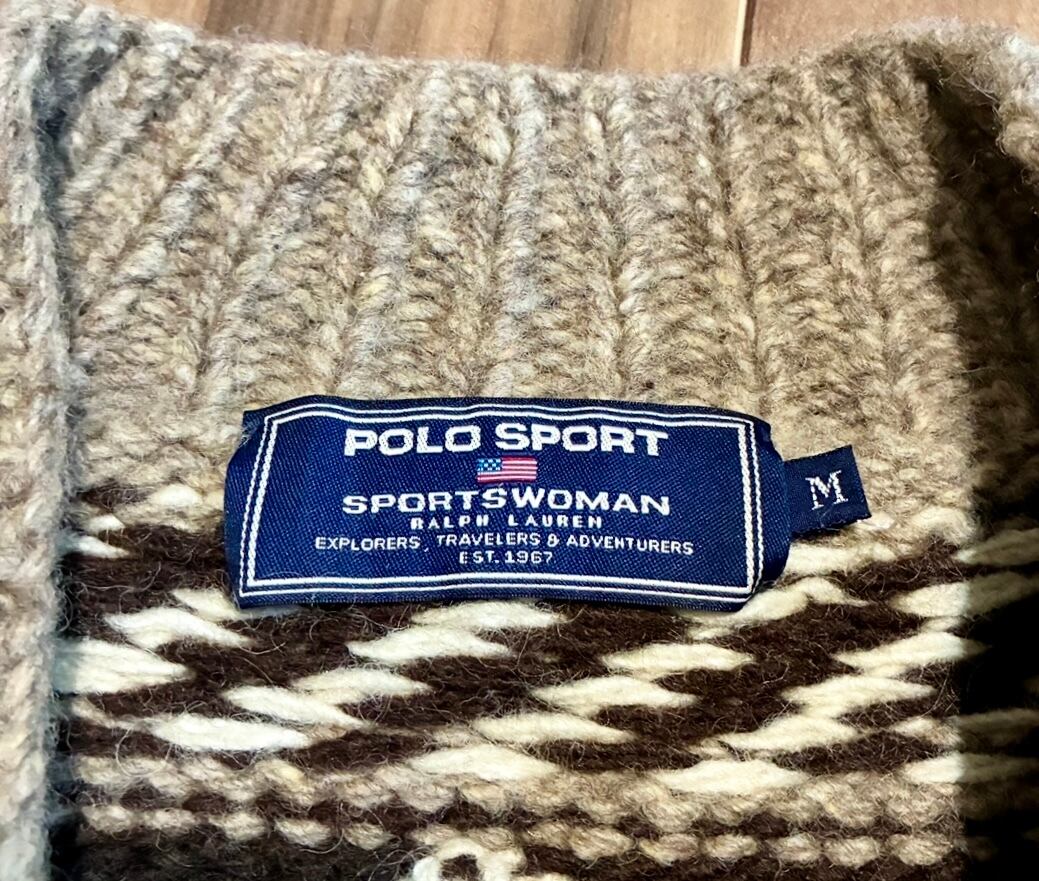 POLO SPORT
SPORTSWOMAN
RALPH LAUREN
EXPLORERS, TRAVELERS & ADVENTURERS
EST. 1967
M